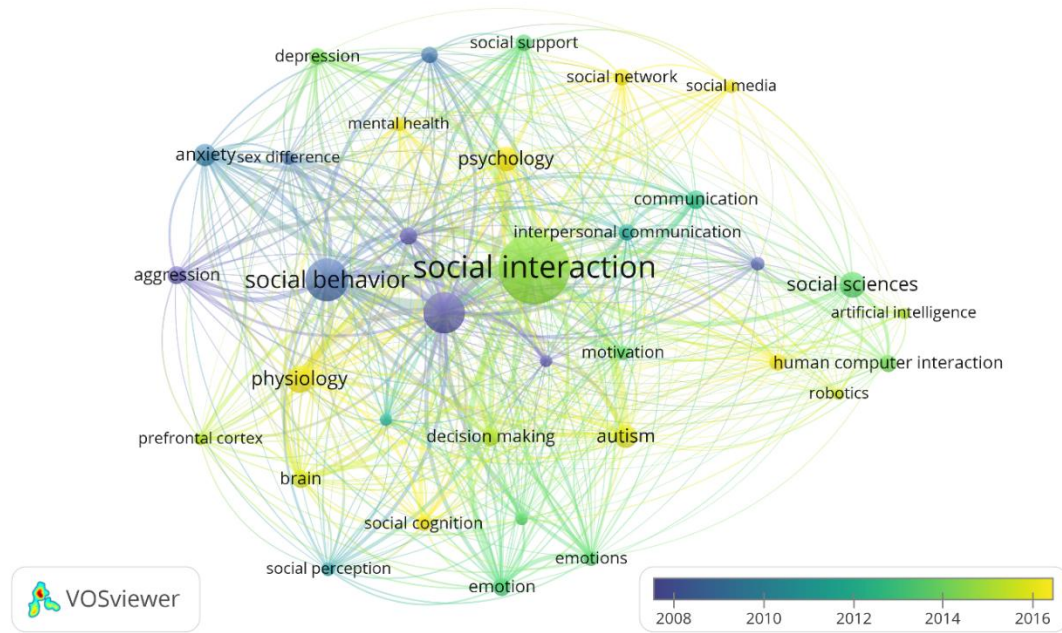 social support
depression
social network
social media
mental health
anxiety
sex difference
psychology
communication
interpersonal communication
social interaction
aggression
social behavior
social sciences
artificial intelligence
motivation
human computer interaction
physiology
robotics
prefrontal cortex
decision making
autism
brain
social cognition
emotions
social perception
emotion
VOSviewer
2008 2010 2012 2014 2016